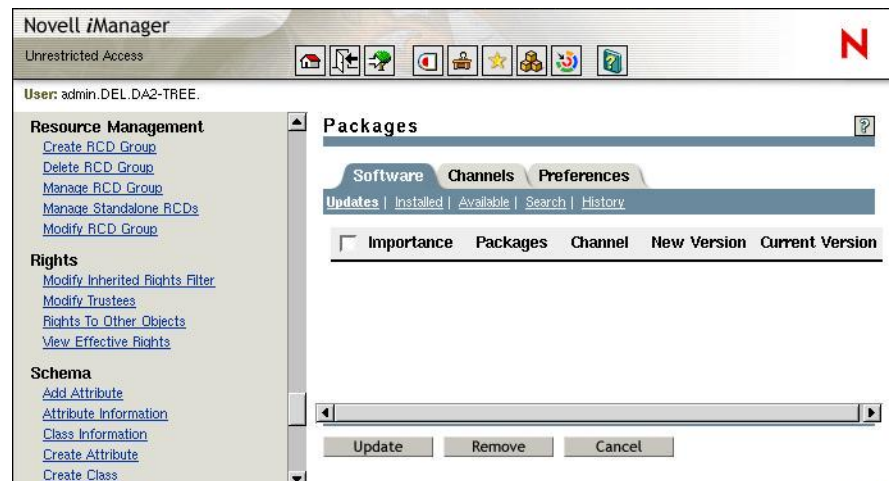 Novell iManager
Unrestricted Access
N
User: admin.DEL.DA2-TREE.
Resource Management
Create RCD Group
Delete RCD Group
Manage RCD Group
Manage Standalone RCDs
Modify RCD Group
Rights
Modify Inherited Rights Filter
Modify Trustees
Rights To Other Objects
View Effective Rights
Schema
Add Attribute
Attribute Information
Class Information
Create Attribute
Create Class
Packages
?
Software Channels Preferences
Updates | Installed | Available | Search | History
Importance Packages Channel New Version Current Version
Update Remove Cancel